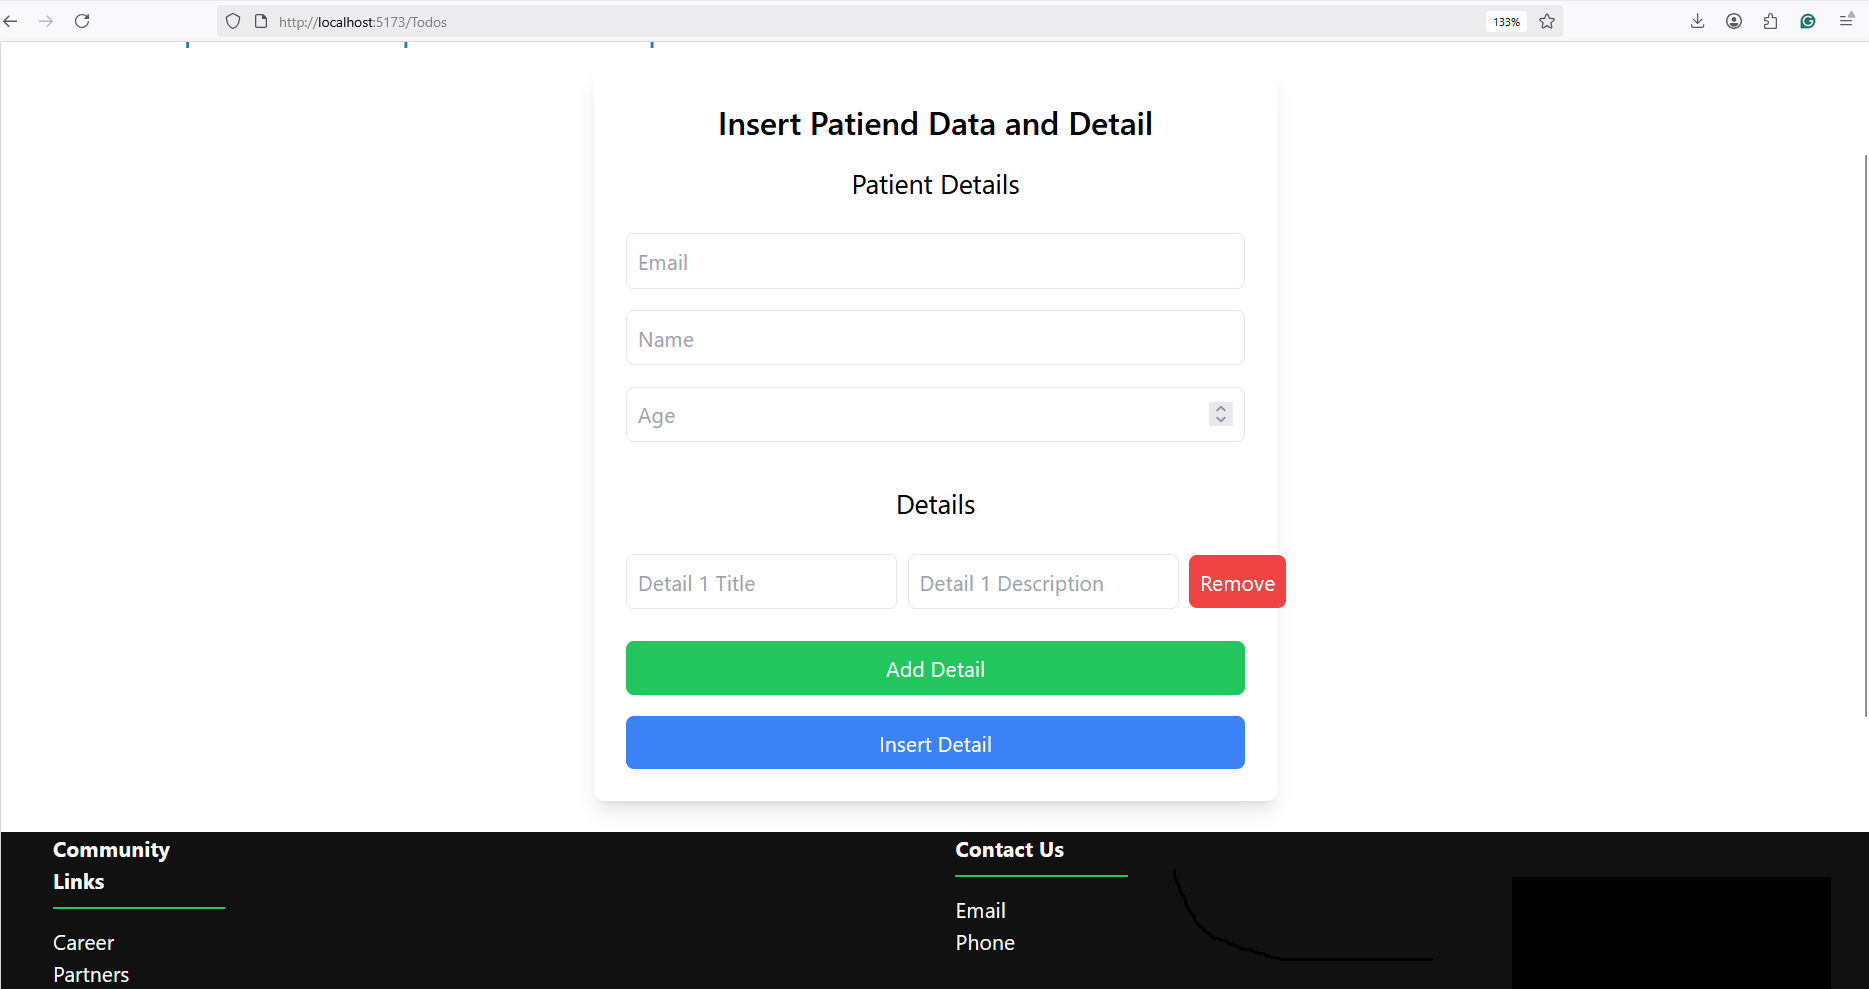 http://localhost:5173/Todos
133%
Insert Patiend Data and Detail
Patient Details
Email
Name
Age
Details
Detail 1 Title
Detail 1 Description
Remove
Add Detail
Insert Detail
Community
Links
Career
Partners
Contact Us
Email
Phone